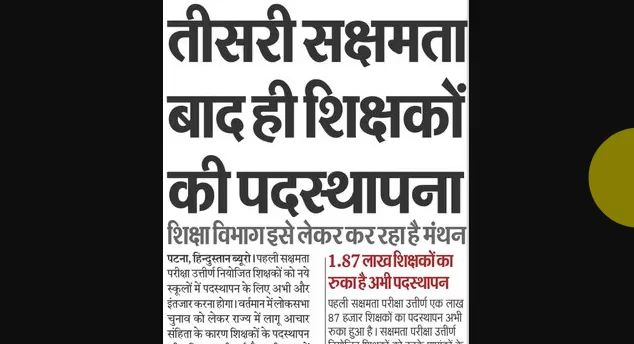 तीसरी सक्षमता
बाद ही शिक्षकों
की पदस्थापना
शिक्षा विभाग इसे लेकर कर रहा है मंथन
पटना, हिन्दुस्तान ब्यूरो। पहली सक्षमता
परीक्षा उत्तीर्ण नियोजित शिक्षकों को नये
स्कूलों में पदस्थापन के लिए अभी और
इंतजार करना होगा। वर्तमान में लोकसभा
चुनाव को लेकर राज्य में लागू आचार
संहिता के कारण शिक्षकों के पदस्थापन
1.87 लाख शिक्षकों का
रुका है अभी पदस्थापन
पहली सक्षमता परीक्षा उत्तीर्ण एक लाख
87 हजार शिक्षकों का पदस्थापन अभी
रुका हुआ है। सक्षमता परीक्षा उत्तीर्ण